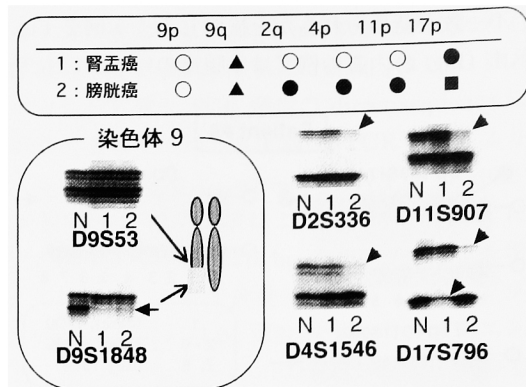 9p 9q 2q 4p 11p 17p
1：腎盂癌 ○ ▲ ○ ○ ○ ●
2：膀胱癌 ○ ▲ ● ● ● ■
染色体 9
N 1 2
D9S53
N 1 2
D9S1848
N 1 2
D2S336
N 1 2
D11S907
N 1 2
D4S1546
N 1 2
D17S796